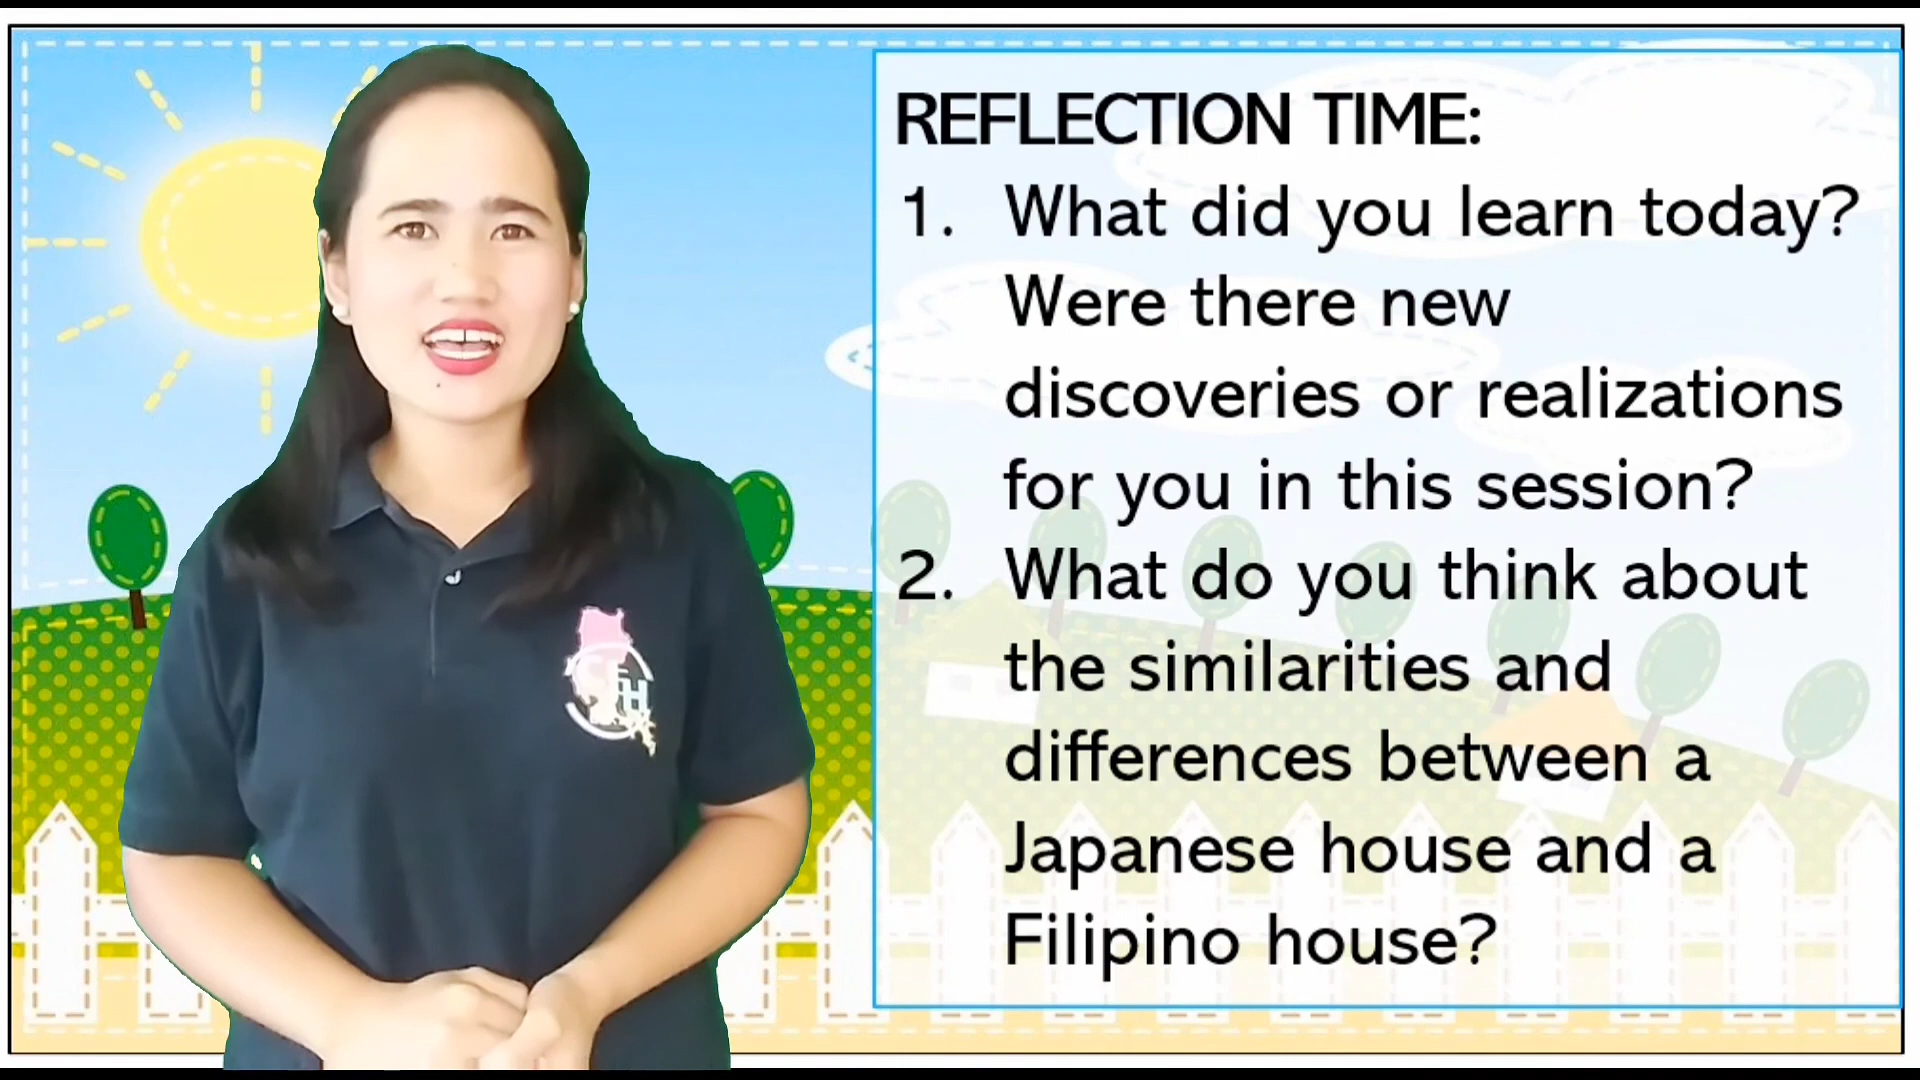 REFLECTION TIME:
1. What did you learn today?
Were there new
discoveries or realizations
for you in this session?
2. What do you think about
the similarities and
differences between a
Japanese house and a
Filipino house?